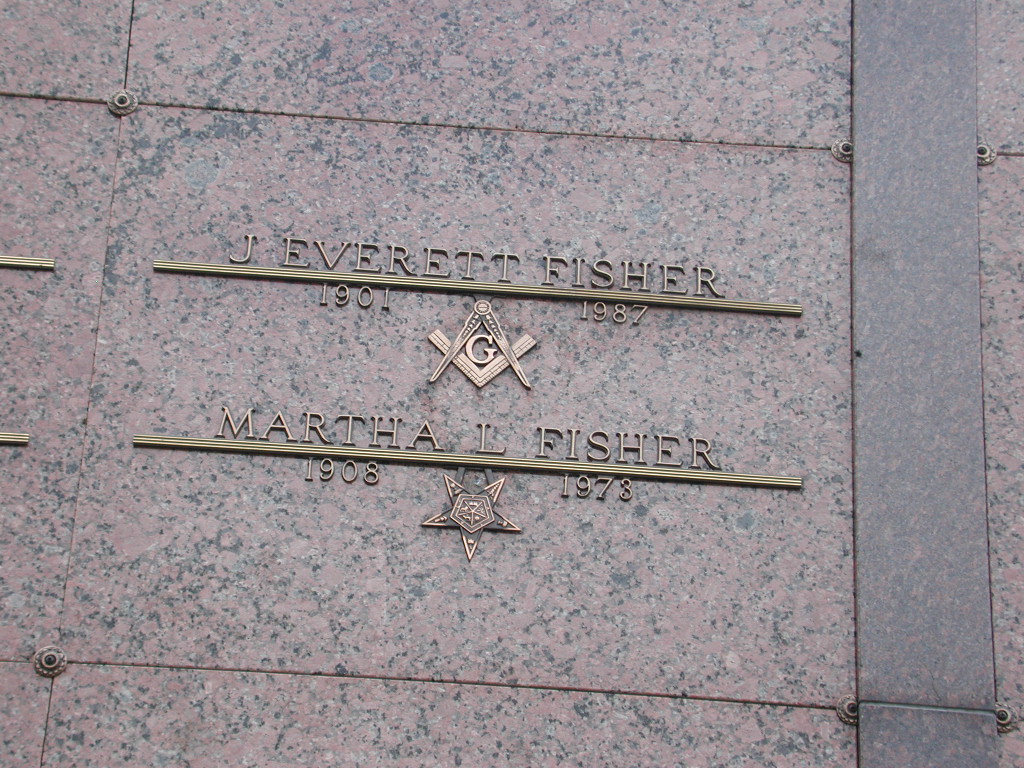 J EVERETT FISHER
1901 1987
G
MARTHA L FISHER
1908 1973